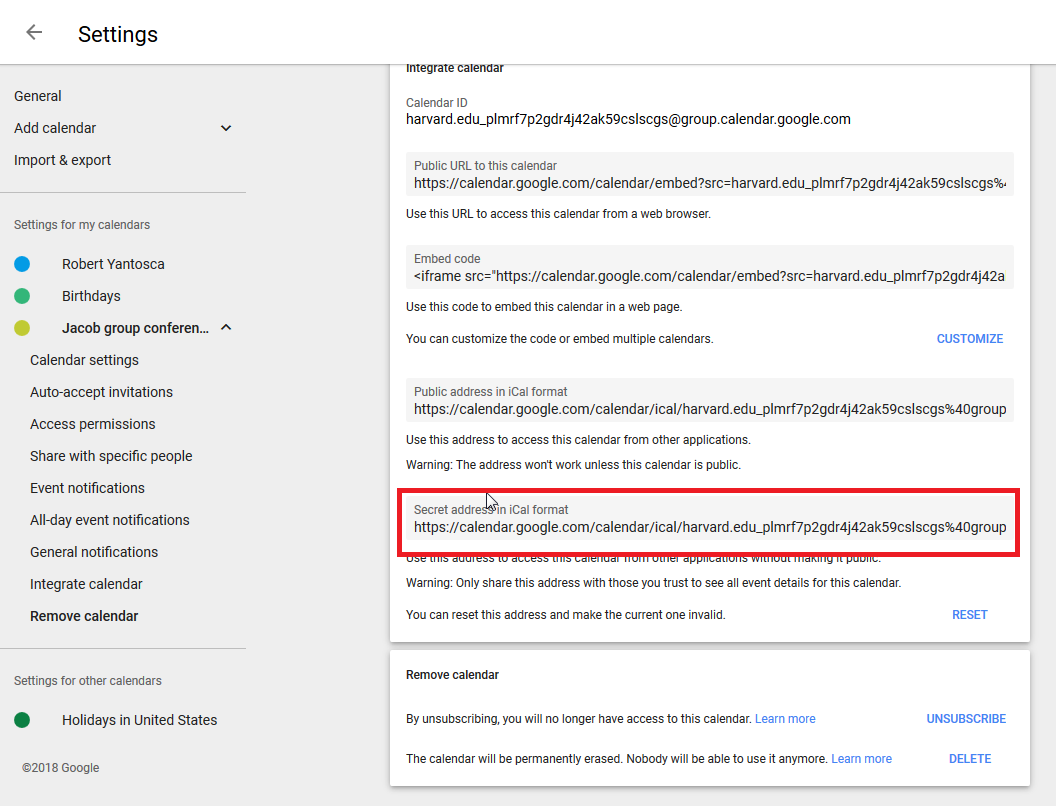 Settings
General
Add calendar
Import & export
Settings for my calendars
Robert Yantosca
Birthdays
Jacob group conferen...
Calendar settings
Auto-accept invitations
Access permissions
Share with specific people
Event notifications
All-day event notifications
General notifications
Integrate calendar
Remove calendar
Settings for other calendars
Holidays in United States
©2018 Google
Integrate calendar
Calendar ID
harvard.edu_plmrf7p2gdr4j42ak59cslscgs@group.calendar.google.com
Public URL to this calendar
https://calendar.google.com/calendar/embed?src=harvard.edu_plmrf7p2gdr4j42ak59cslscgs%
Use this URL to access this calendar from a web browser.
Embed code
<iframe src="https://calendar.google.com/calendar/embed?src=harvard.edu_plmrf7p2gdr4j42a
Use this code to embed this calendar in a web page.
You can customize the code or embed multiple calendars.
CUSTOMIZE
Public address in iCal format
https://calendar.google.com/calendar/ical/harvard.edu_plmrf7p2gdr4j42ak59cslscgs%40group
Use this address to access this calendar from other applications.
Warning: The address won't work unless this calendar is public.
Secret address in iCal format
https://calendar.google.com/calendar/ical/harvard.edu_plmrf7p2gdr4j42ak59cslscgs%40group
Use this address to access this calendar from other applications without making it public.
Warning: Only share this address with those you trust to see all event details for this calendar.
You can reset this address and make the current one invalid.
RESET
Remove calendar
By unsubscribing, you will no longer have access to this calendar. Learn more
UNSUBSCRIBE
The calendar will be permanently erased. Nobody will be able to use it anymore. Learn more
DELETE